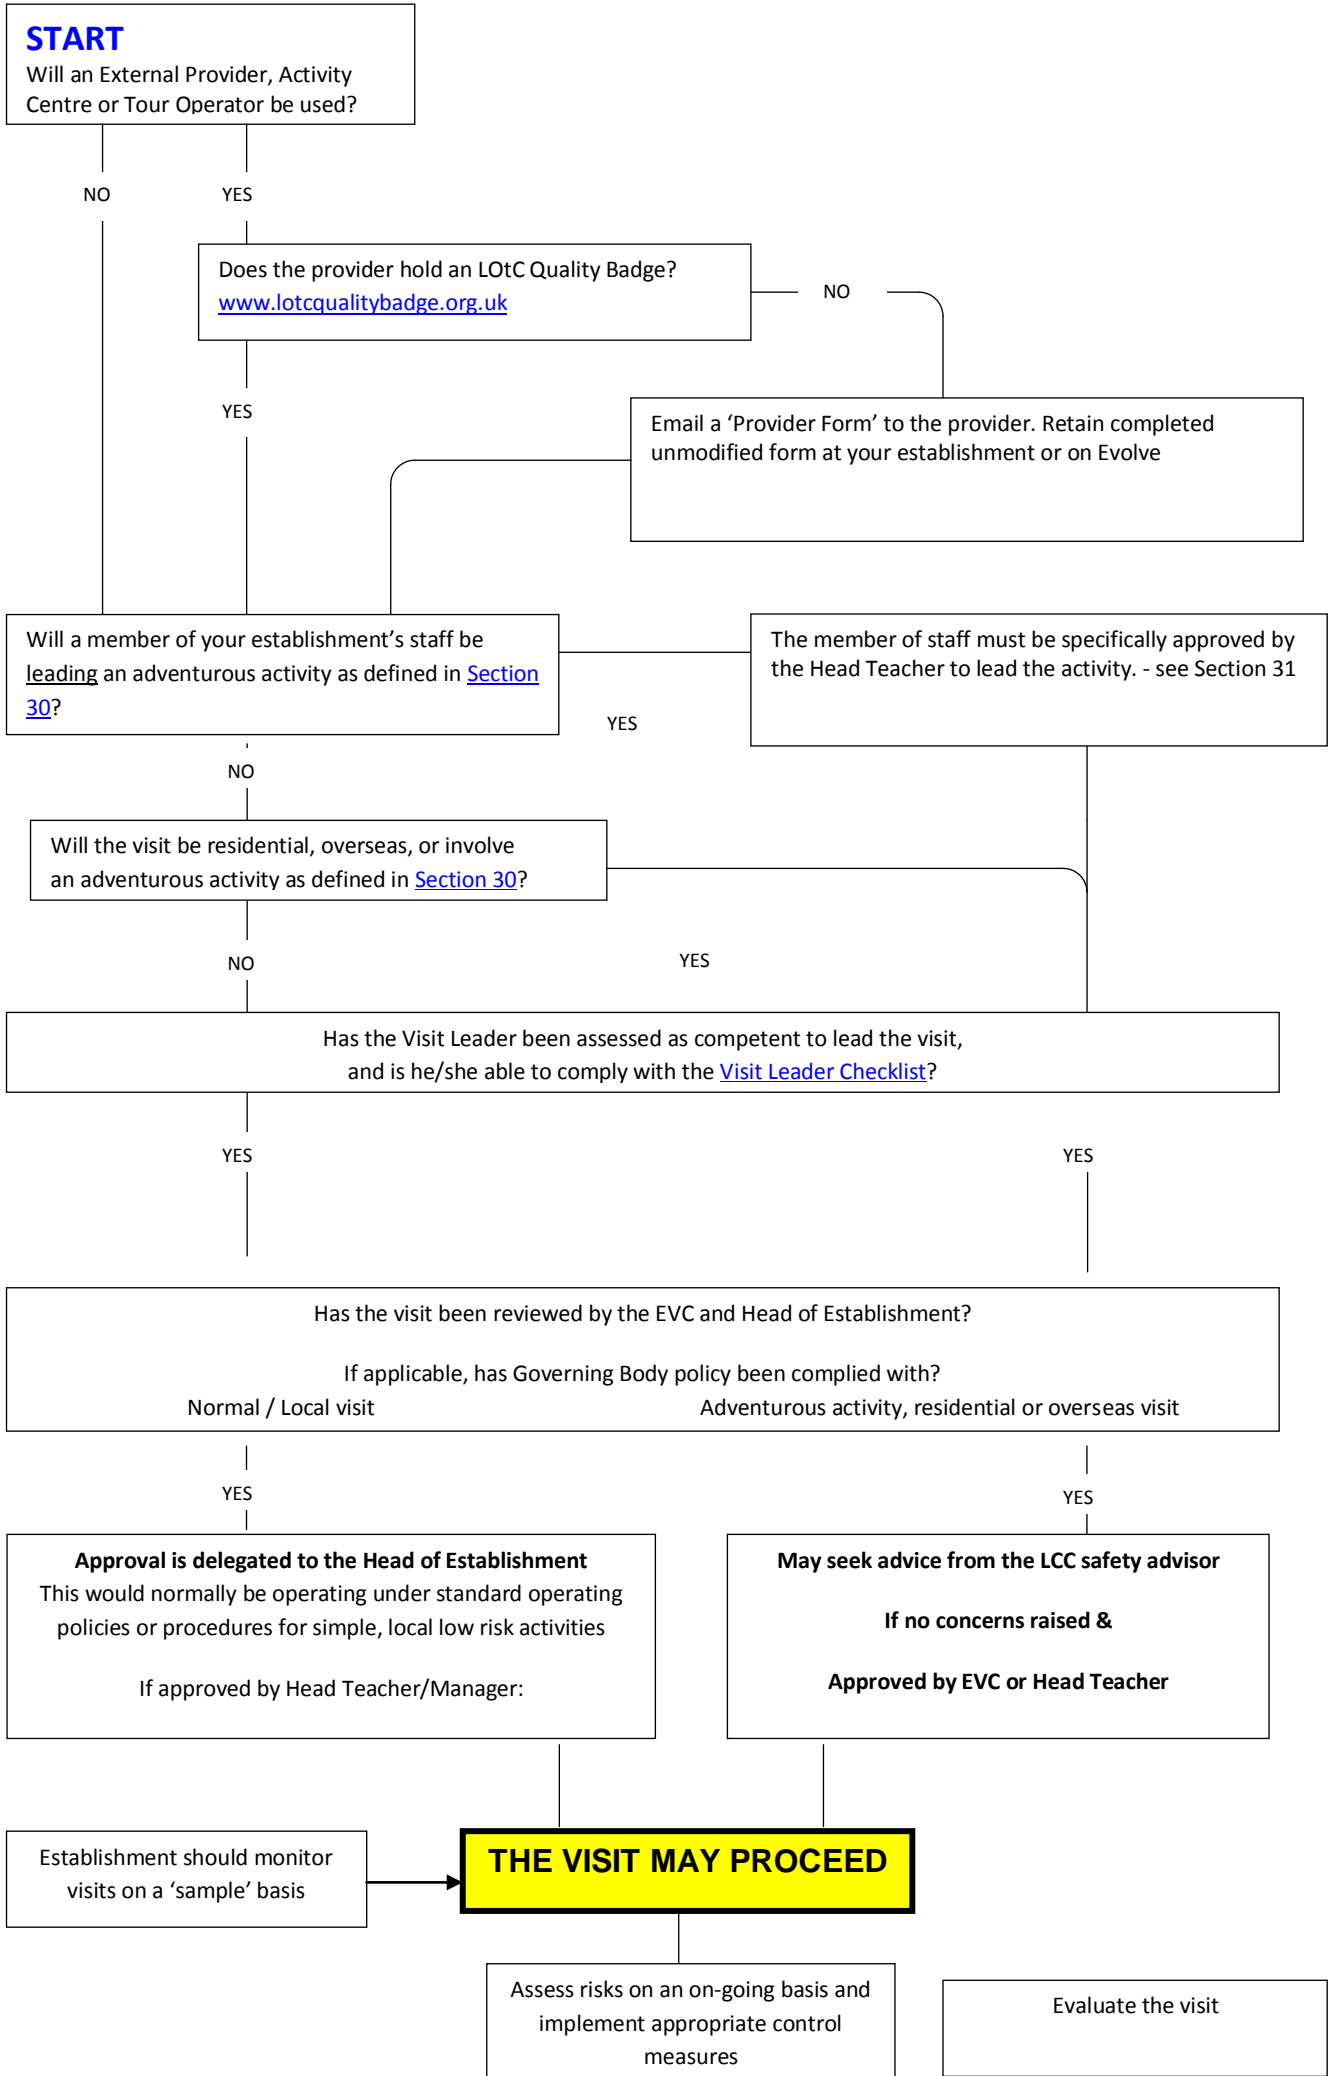 START
Will an External Provider, Activity
Centre or Tour Operator be used?
NO
YES
Does the provider hold an LOtC Quality Badge?
www.lotcqualitybadge.org.uk
NO
YES
Email a ‘Provider Form’ to the provider. Retain completed
unmodified form at your establishment or on Evolve
Will a member of your establishment’s staff be
leading an adventurous activity as defined in Section
30?
The member of staff must be specifically approved by
the Head Teacher to lead the activity. - see Section 31
YES
NO
Will the visit be residential, overseas, or involve
an adventurous activity as defined in Section 30?
NO
YES
Has the Visit Leader been assessed as competent to lead the visit,
and is he/she able to comply with the Visit Leader Checklist?
YES
YES
Has the visit been reviewed by the EVC and Head of Establishment?
If applicable, has Governing Body policy been complied with?
Normal / Local visit
Adventurous activity, residential or overseas visit
YES
YES
Approval is delegated to the Head of Establishment
This would normally be operating under standard operating
policies or procedures for simple, local low risk activities
If approved by Head Teacher/Manager:
May seek advice from the LCC safety advisor
If no concerns raised &
Approved by EVC or Head Teacher
Establishment should monitor
visits on a ‘sample’ basis
THE VISIT MAY PROCEED
Assess risks on an on-going basis and
implement appropriate control
measures
Evaluate the visit